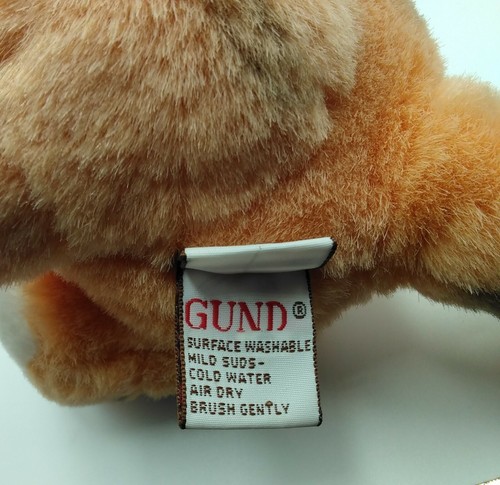 GUND®
SURFACE WASHABLE
MILD SUDS-
COLD WATER
AIR DRY
BRUSH GENTLY